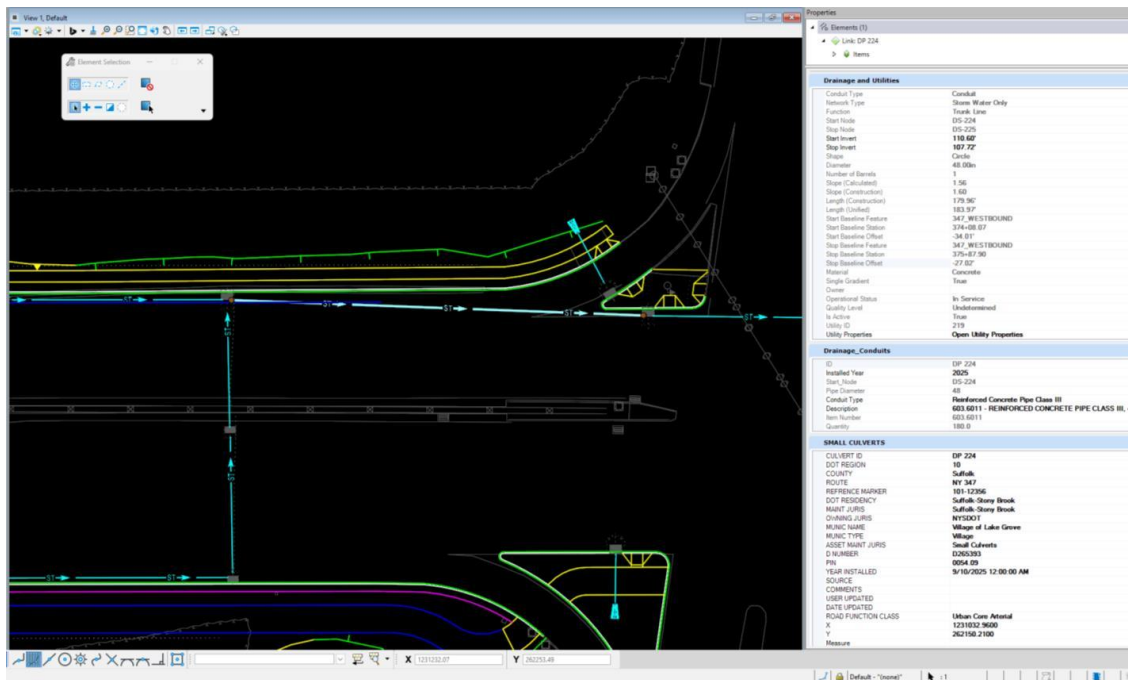 View 1, Default
Element Selection
ST
ST
ST
ST
ST
ST
ST
ST
ST
ST
X 1231232.07 Y 262253.49
Properties
Elements (1)
Link: DP 224
Items
Drainage and Utilities
Conduit Type Conduit
Network Type Storm Water Only
Function Trunk Line
Start Node DS-224
Stop Node DS-225
Start Invert 110.60'
Stop Invert 107.72'
Shape Circle
Diameter 48.00in
Number of Barrels 1
Slope (Calculated) 1.56
Slope (Construction) 1.60
Length (Construction) 179.96'
Length (Unified) 183.97'
Start Baseline Feature 347_WESTBOUND
Start Baseline Station 374+08.07
Start Baseline Offset -34.01'
Stop Baseline Feature 347_WESTBOUND
Stop Baseline Station 375+87.90
Stop Baseline Offset -27.02'
Material Concrete
Single Gradient True
Owner
Operational Status In Service
Quality Level Undetermined
Is Active True
Utility ID 219
Utility Properties Open Utility Properties
Drainage_Conduits
ID DP 224
Installed Year 2025
Start_Node DS-224
Pipe Diameter 48
Conduit Type Reinforced Concrete Pipe Class III
Description 603.6011 - REINFORCED CONCRETE PIPE CLASS III,
Item Number 603.6011
Quantity 180.0
SMALL CULVERTS
CULVERT ID DP 224
DOT REGION 10
COUNTY Suffolk
ROUTE NY 347
REFRENCE MARKER 101-12356
DOT RESIDENCY Suffolk-Stony Brook
MAINT JURIS Suffolk-Stony Brook
OWNING JURIS NYSDOT
MUNIC NAME Village of Lake Grove
MUNIC TYPE Village
ASSET MAINT JURIS Small Culverts
D NUMBER D265393
PIN 0054.09
YEAR INSTALLED 9/10/2025 12:00:00 AM
SOURCE
COMMENTS
USER UPDATED
DATE UPDATED
ROAD FUNCTION CLASS Urban Core Arterial
X 1231032.9600
Y 262150.2100
Measure
Default - "(none)" : 1